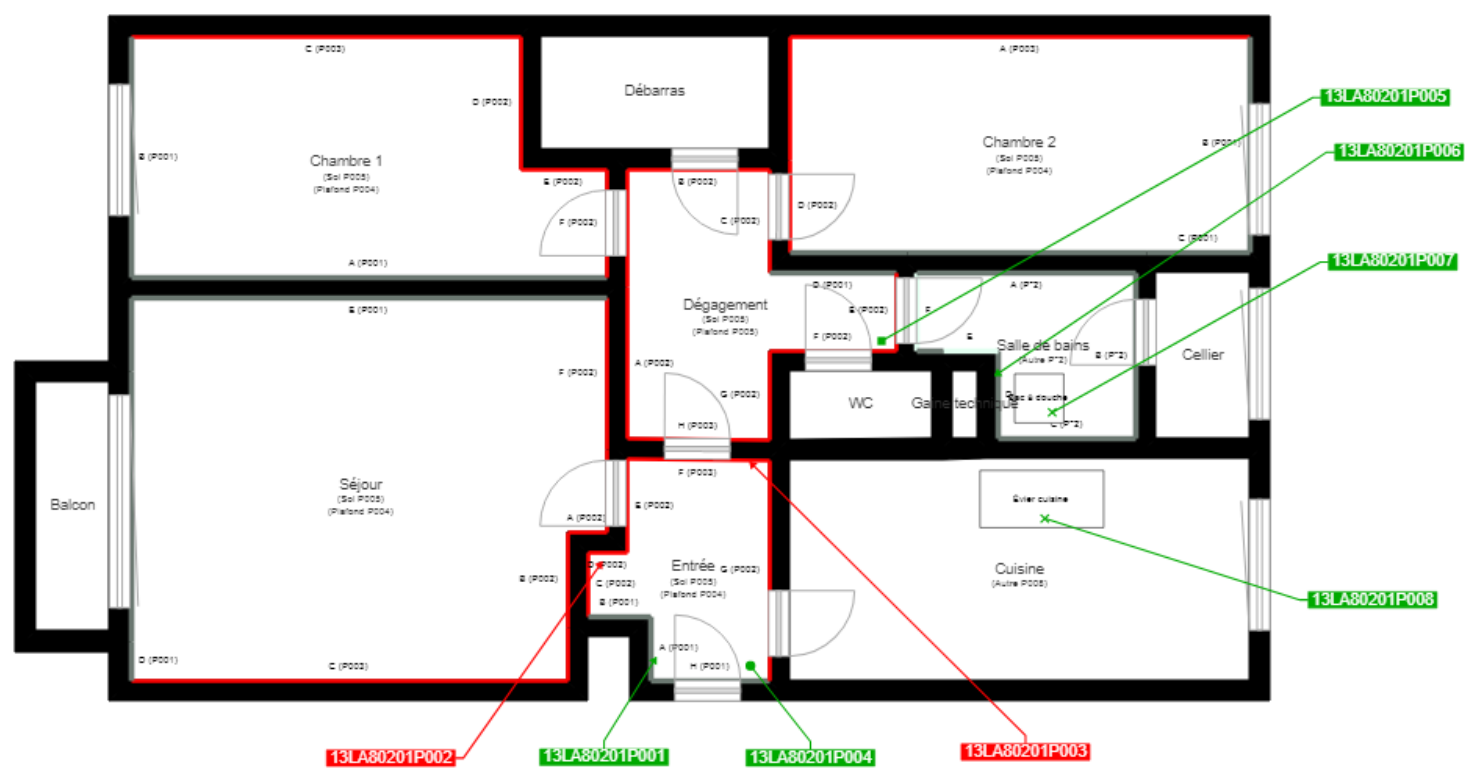 C (P003)
A (P003)
Débarras
13LA80201P005
D (P002)
Chambre 2
(Sol P005)
(Plafond P004)
B (P001)
13LA80201P006
B (P001)
Chambre 1
(Sol P005)
(Plafond P004)
E (P002)
B (P002)
D (P002)
F (P002)
C (P002)
C (P001)
A (P001)
13LA80201P007
D (P001)
A (P*2)
Dégagement
(Sol P005)
(Plafond P005)
E (P002)
F
E (P001)
F (P002)
E
Salle de bains
(Autre P*2)
B (P*2)
Cellier
A (P002)
F (P002)
G (P002)
WC
Gaine technique
Bac à douche
C (P*2)
H (P003)
F (P003)
Séjour
(Sol P005)
(Plafond P004)
Balcon
E (P002)
A (P002)
Évier cuisine
D (P002)
Entrée
(Sol P005)
(Plafond P004)
G (P002)
Cuisine
(Autre P005)
B (P002)
C (P002)
B (P001)
13LA80201P008
A (P001)
D (P001)
C (P003)
H (P001)
13LA80201P002
13LA80201P001
13LA80201P004
13LA80201P003